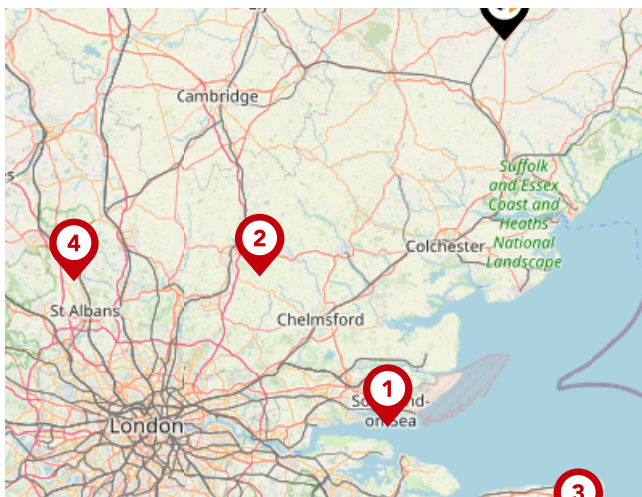 Cambridge
Suffolk
and Essex
Coast and
Heaths
National
Landscape
4
2
Colchester
St Albans
Chelmsford
1
on-Sea
London
3